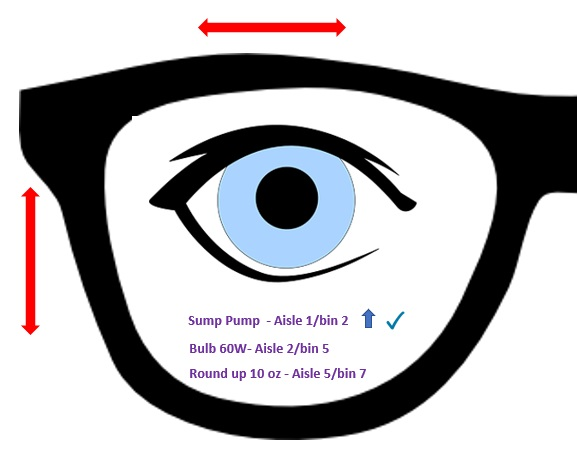 Sump Pump - Aisle 1/bin 2
Bulb 60W- Aisle 2/bin 5
Round up 10 oz - Aisle 5/bin 7